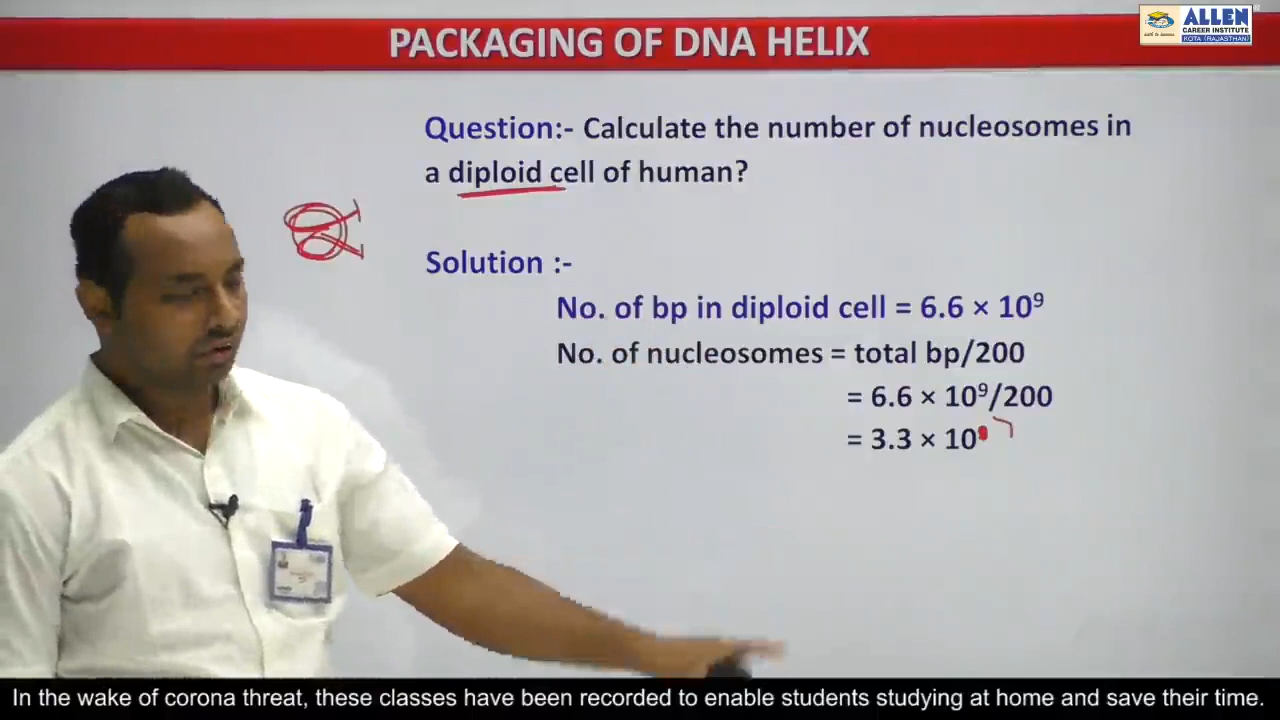 PACKAGING OF DNA HELIX
ALLEN
CAREER INSTITUTE
KOTA (RAJASTHAN)
Question:- Calculate the number of nucleosomes in
a diploid cell of human?
Solution :-
No. of bp in diploid cell = 6.6 × 10⁹
No. of nucleosomes = total bp/200
= 6.6 × 10⁹/200
= 3.3 × 10
In the wake of corona threat, these classes have been recorded to enable students studying at home and save their time.